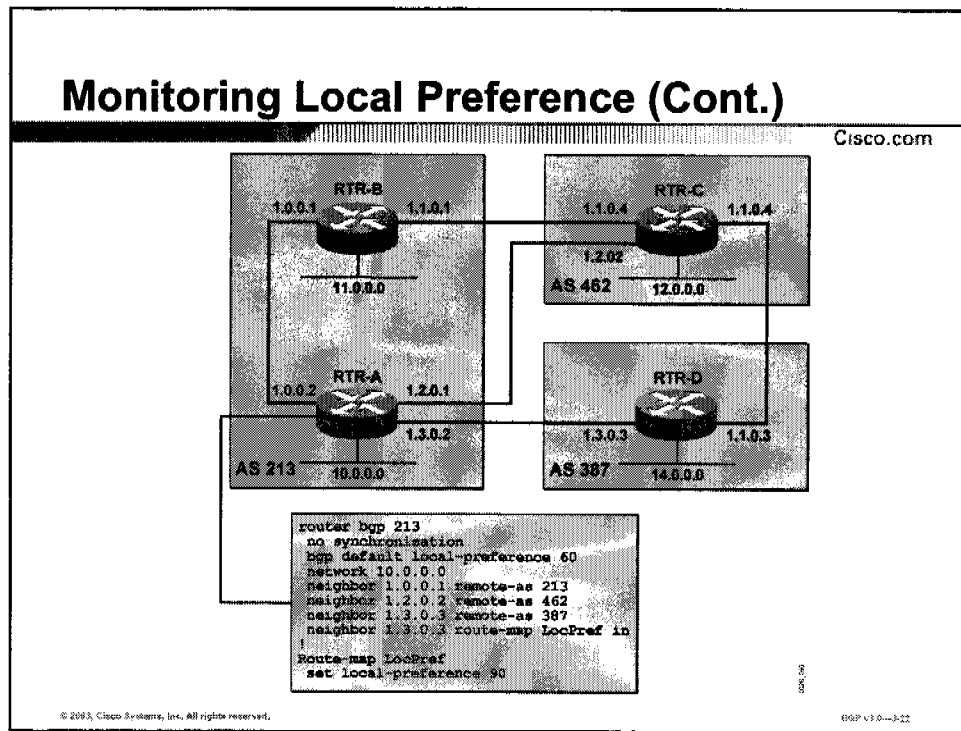 Monitoring Local Preference (Cont.)
Cisco.com
RTR-B
1.0.0.1
1.1.0.1
11.0.0.0
RTR-C
1.1.0.4
1.1.0.4
1.2.02
AS 462
12.0.0.0
RTR-A
1.0.0.2
1.2.0.1
1.3.0.2
AS 213
10.0.0.0
RTR-D
1.3.0.3
1.1.0.3
AS 387
14.0.0.0
router bgp 213
no synchronization
bgp default local-preference 60
network 10.0.0.0
neighbor 1.0.0.1 remote-as 213
neighbor 1.2.0.2 remote-as 462
neighbor 1.3.0.3 remote-as 387
neighbor 1.3.0.3 route-map LocPref in
!
Route-map LocPref
set local-preference 90
© 2003, Cisco Systems, Inc. All rights reserved.
BGP v3.0—3-22